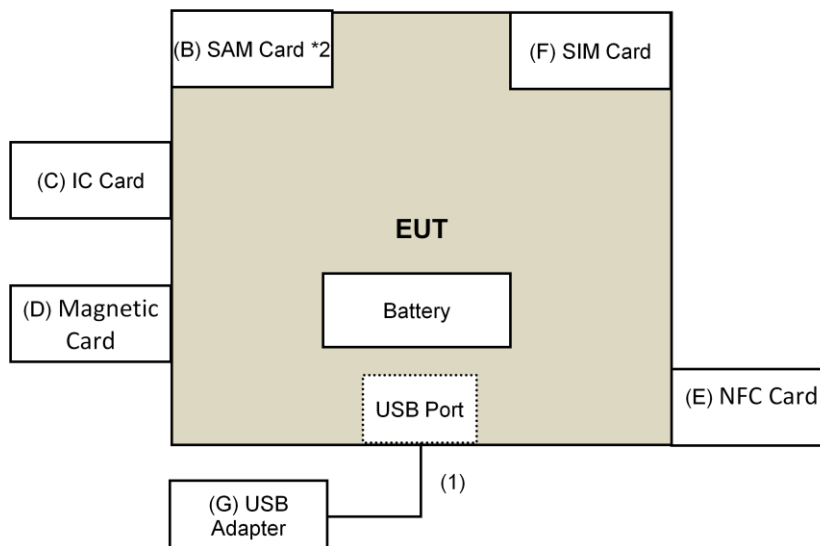 (B) SAM Card *2
(F) SIM Card
(C) IC Card
EUT
(D) Magnetic
Card
Battery
USB Port
(E) NFC Card
(1)
(G) USB
Adapter